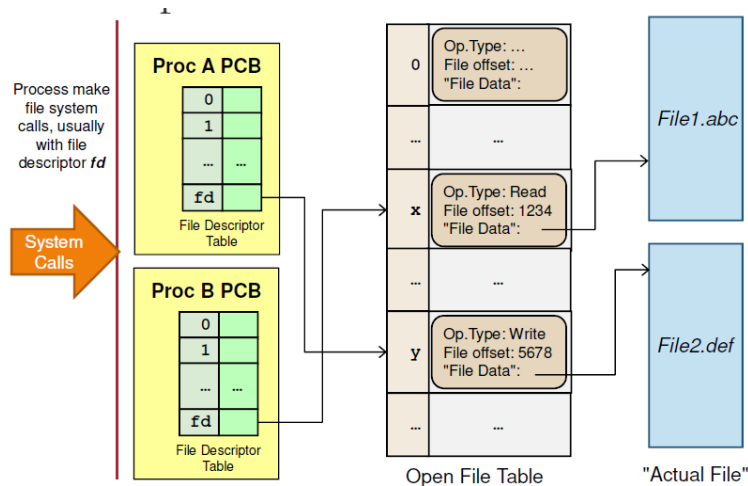 Process make
file system
calls, usually
with file
descriptor fd
System
Calls
Proc A PCB
0
1
... ...
fd
File Descriptor
Table
Proc B PCB
0
1
... ...
fd
File Descriptor
Table
0
Op.Type: ...
File offset: ...
"File Data":
... ...
x
Op.Type: Read
File offset: 1234
"File Data":
... ...
y
Op.Type: Write
File offset: 5678
"File Data":
... ...
Open File Table
File1.abc
File2.def
"Actual File"